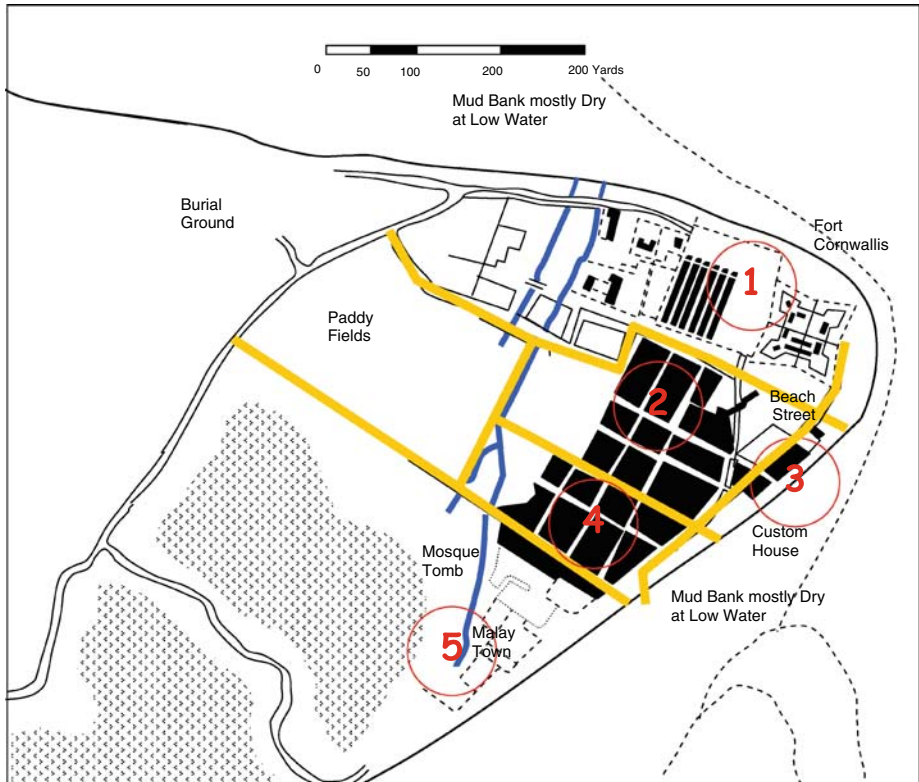 0 50 100 200 200 Yards
Mud Bank mostly Dry
at Low Water
Burial
Ground
Fort
Cornwallis
1
Paddy
Fields
2
Beach
Street
3
4
Custom
House
Mosque
Tomb
Mud Bank mostly Dry
at Low Water
5
Malay
Town